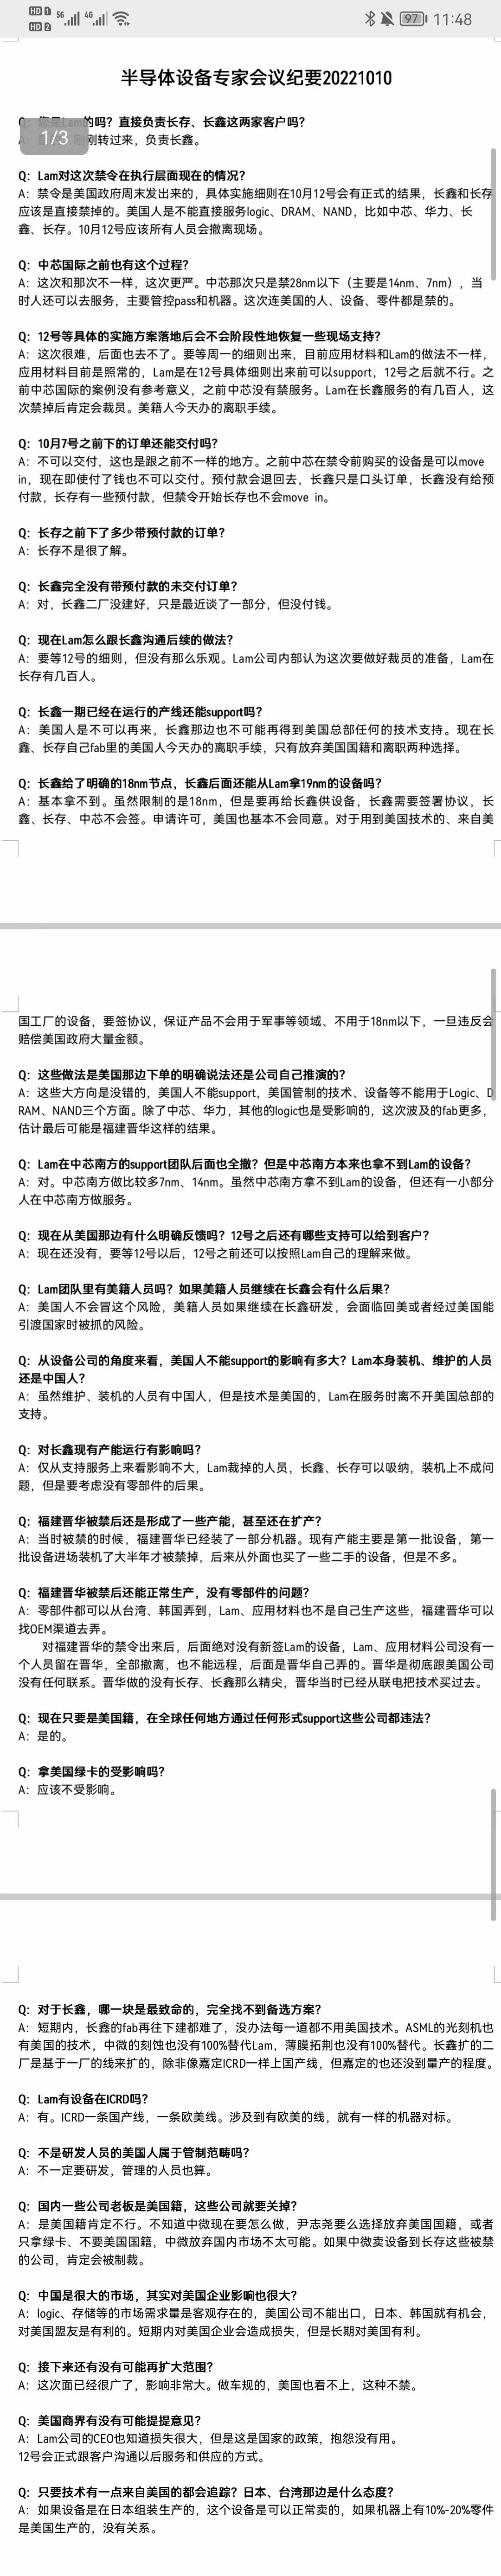 HD 1 5G 4G 97 11:48
HD 2
半导体设备专家会议纪要20221010
Q：您是Lam的吗？直接负责长存、长鑫这两家客户吗？
1/3
A： 刚转过来，负责长鑫。
Q：Lam对这次禁令在执行层面现在的情况？
A：禁令是美国政府周末发出来的，具体实施细则在10月12号会有正式的结果，长鑫和长存
应该是直接禁掉的。美国人是不能直接服务logic、DRAM、NAND，比如中芯、华力、长
鑫、长存。10月12号应该所有人员会撤离现场。
Q：中芯国际之前也有这个过程？
A：这次和那次不一样，这次更严。中芯那次只是禁28nm以下（主要是14nm、7nm），当
时人还可以去服务，主要管控pass和机器。这次连美国的人、设备、零件都是禁的。
Q：12号等具体的实施方案落地后会不会阶段性地恢复一些现场支持？
A：这次很难，后面也去不了。要等周一的细则出来，目前应用材料和Lam的做法不一样，
应用材料目前是照常的，Lam是在12号具体细则出来前可以support，12号之后就不行。之
前中芯国际的案例没有参考意义，之前中芯没有禁服务。Lam在长鑫服务的有几百人，这
次禁掉后肯定会裁员。美籍人今天办的离职手续。
Q：10月7号之前下的订单还能交付吗？
A：不可以交付，这也是跟之前不一样的地方。之前中芯在禁令前购买的设备是可以move
in，现在即使付了钱也不可以交付。预付款会退回去，长鑫只是口头订单，长鑫没有给预
付款，长存有一些预付款，但禁令开始长存也不会move in。
Q：长存之前下了多少带预付款的订单？
A：长存不是很了解。
Q：长鑫完全没有带预付款的未交付订单？
A：对，长鑫二厂没建好，只是最近谈了一部分，但没付钱。
Q：现在Lam怎么跟长鑫沟通后续的做法？
A：要等12号的细则，但没有那么乐观。Lam公司内部认为这次要做好裁员的准备，Lam在
长存有几百人。
Q：长鑫一期已经在运行的产线还能support吗？
A：美国人是不可以再来，长鑫那边也不可能再得到美国总部任何的技术支持。现在长
鑫、长存自己fab里的美国人今天办的离职手续，只有放弃美国国籍和离职两种选择。
Q：长鑫给了明确的18nm节点，长鑫后面还能从Lam拿19nm的设备吗？
A：基本拿不到。虽然限制的是18nm，但是要再给长鑫供设备，长鑫需要签署协议，长
鑫、长存、中芯不会签。申请许可，美国也基本不会同意。对于用到美国技术的、来自美
国工厂的设备，要签协议，保证产品不会用于军事等领域、不用于18nm以下，一旦违反会
赔偿美国政府大量金额。
Q：这些做法是美国那边下单的明确说法还是公司自己推演的？
A：这些大方向是没错的，美国人不能support，美国管制的技术、设备等不能用于Logic、D
RAM、NAND三个方面。除了中芯、华力，其他的logic也是受影响的，这次波及的fab更多，
估计最后可能是福建晋华这样的结果。
Q：Lam在中芯南方的support团队后面也全撤？但是中芯南方本来也拿不到Lam的设备？
A：对。中芯南方做比较多7nm、14nm。虽然中芯南方拿不到Lam的设备，但还有一小部分
人在中芯南方做服务。
Q：现在从美国那边有什么明确反馈吗？12号之后还有哪些支持可以给到客户？
A：现在还没有，要等12号以后，12号之前还可以按照Lam自己的理解来做。
Q：Lam团队里有美籍人员吗？如果美籍人员继续在长鑫会有什么后果？
A：美国人不会冒这个风险，美籍人员如果继续在长鑫研发，会面临回美或者经过美国能
引渡国家时被抓的风险。
Q：从设备公司的角度来看，美国人不能support的影响有多大？Lam本身装机、维护的人员
还是中国人？
A：虽然维护、装机的人员有中国人，但是技术是美国的，Lam在服务时离不开美国总部的
支持。
Q：对长鑫现有产能运行有影响吗？
A：仅从支持服务上来看影响不大，Lam裁掉的人员，长鑫、长存可以吸纳，装机上不成问
题，但是要考虑没有零部件的后果。
Q：福建晋华被禁后还是形成了一些产能，甚至还在扩产？
A：当时被禁的时候，福建晋华已经装了一部分机器。现有产能主要是第一批设备，第一
批设备进场装机了大半年才被禁掉，后来从外面也买了一些二手的设备，但是不多。
Q：福建晋华被禁后还能正常生产，没有零部件的问题？
A：零部件都可以从台湾、韩国弄到，Lam、应用材料也不是自己生产这些，福建晋华可以
找OEM渠道去弄。
对福建晋华的禁令出来后，后面绝对没有新签Lam的设备，Lam、应用材料公司没有一
个人员留在晋华，全部撤离，也不能远程，后面是晋华自己弄的。晋华是彻底跟美国公司
没有任何联系。晋华做的没有长存、长鑫那么精尖，晋华当时已经从联电把技术买过去。
Q：现在只要是美国籍，在全球任何地方通过任何形式support这些公司都违法？
A：是的。
Q：拿美国绿卡的受影响吗？
A：应该不受影响。
Q：对于长鑫，哪一块是最致命的，完全找不到备选方案？
A：短期内，长鑫的fab再往下建都难了，没办法每一道都不用美国技术。ASML的光刻机也
有美国的技术，中微的刻蚀也没有100%替代Lam，薄膜拓荆也没有100%替代。长鑫扩的二
厂是基于一厂的线来扩的，除非像嘉定ICRD一样上国产线，但嘉定的也还没到量产的程度。
Q：Lam有设备在ICRD吗？
A：有。ICRD一条国产线，一条欧美线。涉及到有欧美的线，就有一样的机器对标。
Q：不是研发人员的美国人属于管制范畴吗？
A：不一定要研发，管理的人员也算。
Q：国内一些公司老板是美国籍，这些公司就要关掉？
A：是美国籍肯定不行。不知道中微现在要怎么做，尹志尧要么选择放弃美国国籍，或者
只拿绿卡、不要美国国籍，中微放弃国内市场不太可能。如果中微卖设备到长存这些被禁
的公司，肯定会被制裁。
Q：中国是很大的市场，其实对美国企业影响也很大？
A：logic、存储等的市场需求量是客观存在的，美国公司不能出口，日本、韩国就有机会，
对美国盟友是有利的。短期内对美国企业会造成损失，但是长期对美国有利。
Q：接下来还有没有可能再扩大范围？
A：这次面已经很广了，影响非常大。做车规的，美国也看不上，这种不禁。
Q：美国商界有没有可能提提意见？
A：Lam公司的CEO也知道损失很大，但是这是国家的政策，抱怨没有用。
12号会正式跟客户沟通以后服务和供应的方式。
Q：只要技术有一点来自美国的都会追踪？日本、台湾那边是什么态度？
A：如果设备是在日本组装生产的，这个设备是可以正常卖的，如果机器上有10%-20%零件
是美国生产的，没有关系。